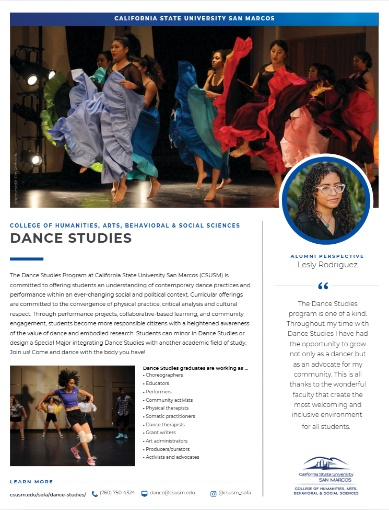 CALIFORNIA STATE UNIVERSITY SAN MARCOS
COLLEGE OF HUMANITIES, ARTS, BEHAVIORAL & SOCIAL SCIENCES
DANCE STUDIES
The Dance Studies Program at California State University San Marcos (CSUSM) is
committed to offering students an understanding of contemporary dance practices and
performance within an ever-changing social and political context. Curricular offerings
are committed to the convergence of physical practice, critical analysis and cultural
respect. Through performance projects, collaborative-based learning, and community
engagement, students become more responsible citizens with a heightened awareness
of the value of dance and embodied research. Students can minor in Dance Studies or
design a Special Major integrating Dance Studies with another academic field of study.
Join us! Come and dance with the body you have!
Dance Studies graduates are working as ...
• Choreographers
• Educators
• Performers
• Community activists
• Physical therapists
• Somatic practitioners
• Dance therapists
• Grant writers
• Art administrators
• Producers/curators
• Activists and advocates
LEARN MORE
csusm.edu/sofa/dance-studies/ (760) dance@csusm.edu @csusm_sofa
ALUMNI PERSPECTIVE
Lesly Rodriguez
“
The Dance Studies
program is one of a kind.
Throughout my time with
Dance Studies I have had
the opportunity to grow
not only as a dancer but
as an advocate for my
community. This is all
thanks to the wonderful
faculty that create the
most welcoming and
inclusive environment
for all students.
California State University
SAN MARCOS
COLLEGE OF HUMANITIES, ARTS,
BEHAVIORAL & SOCIAL SCIENCES